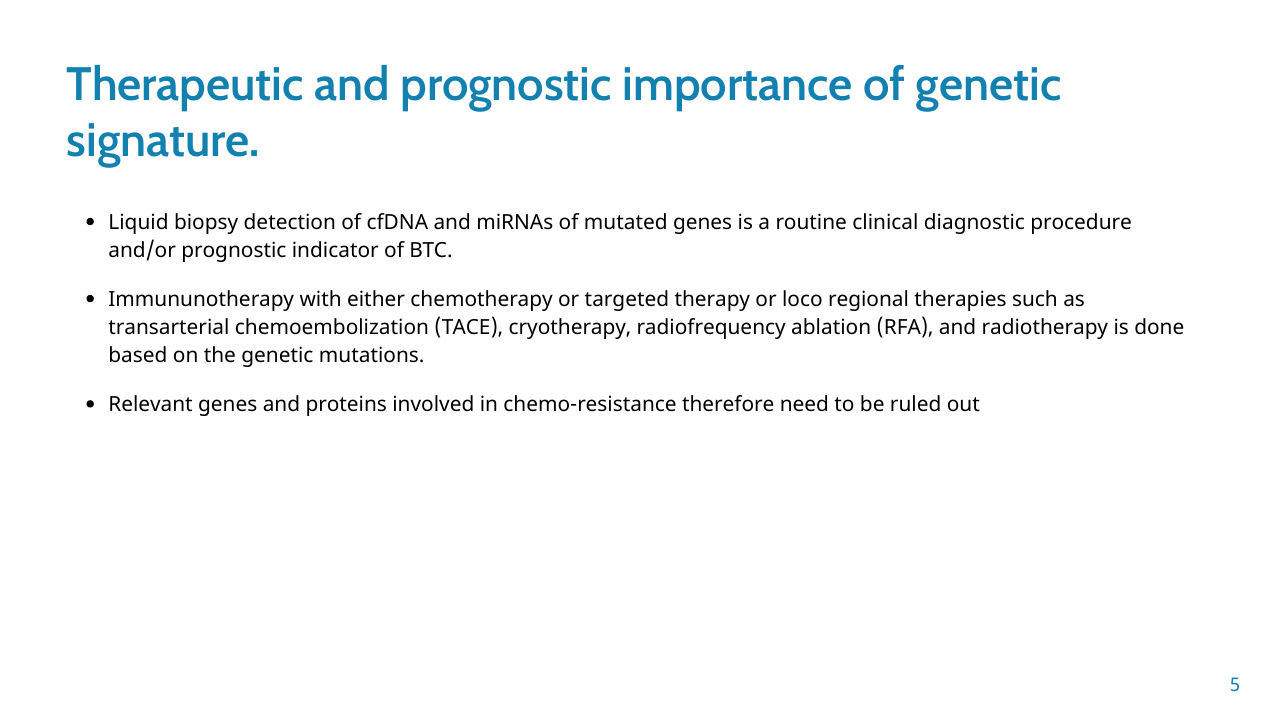 Therapeutic and prognostic importance of genetic
signature.
• Liquid biopsy detection of cfDNA and miRNAs of mutated genes is a routine clinical diagnostic procedure
and/or prognostic indicator of BTC.
• Immununotherapy with either chemotherapy or targeted therapy or loco regional therapies such as
transarterial chemoembolization (TACE), cryotherapy, radiofrequency ablation (RFA), and radiotherapy is done
based on the genetic mutations.
• Relevant genes and proteins involved in chemo-resistance therefore need to be ruled out
5